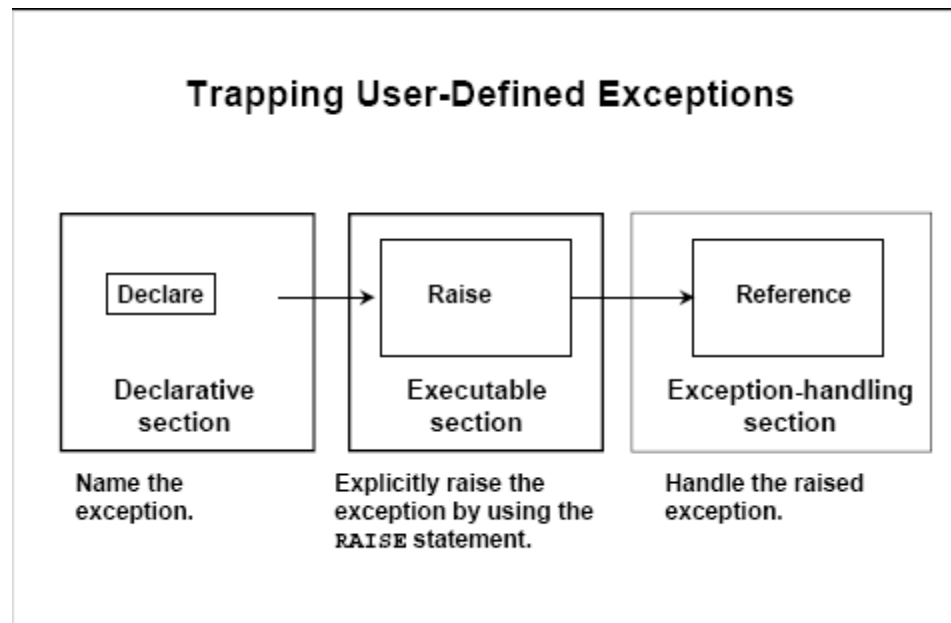 Trapping User-Defined Exceptions
Declare
Declarative
section
Name the
exception.
Raise
Executable
section
Explicitly raise the
exception by using the
RAISE statement.
Reference
Exception-handling
section
Handle the raised
exception.